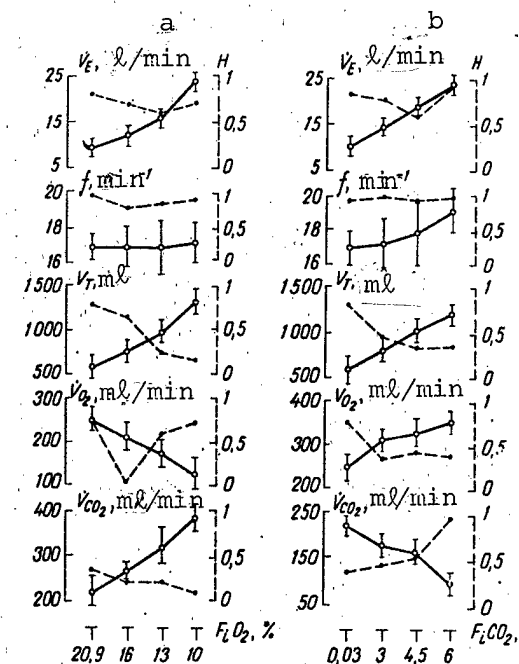 a b
V̇E, ℓ/min H V̇E, ℓ/min H
25 1 25 1
15 0,5 15 0,5
5 0 5 0
f, min⁻¹ f, min⁻¹
20 1 20 1
18 0,5 18 0,5
16 0 16 0
VT, mℓ VT, mℓ
1500 1 1500 1
1000 0,5 1000 0,5
500 0 500 0
V̇O2, mℓ/min V̇O2, mℓ/min
300 1 400 1
200 0,5 300 0,5
100 0 200 0
V̇CO2, mℓ/min V̇CO2, mℓ/min
400 1 250 1
300 0,5 150 0,5
200 0 50 0
20,9 16 13 10 FiO2, % 0,03 3 4,5 6 FiCO2, %